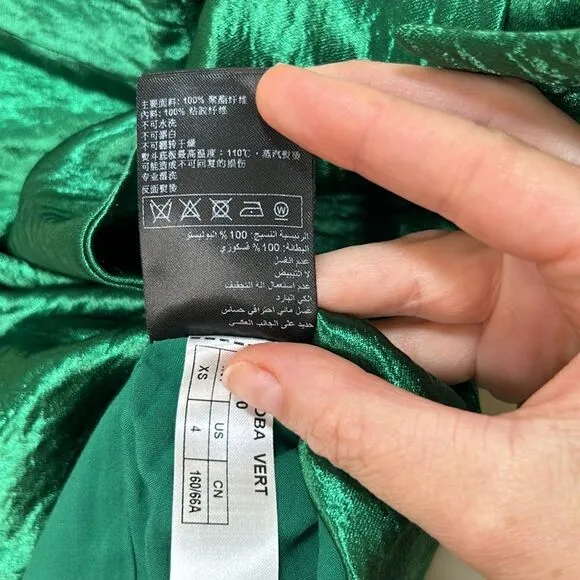 主要面料: 100% 聚酯纤维
内料: 100% 粘胶纤维
不可水洗
不可漂白
不可翻转干燥
熨斗底板最高温度: 110℃，蒸汽熨烫
可能造成不可回复的损伤
专业湿洗
反面熨烫
W
الرئيسية النسيج: 100% البوليستر
البطانة: 100% فسكوزي
عدم الغسل
لا التبييض
عدم استعمال آلة التجفيف
الكي البارد
غسل مائي احترافي حساس
حديد على الجانب العكسي
OBA VERT
0
XS
US
4
CN
160/66A